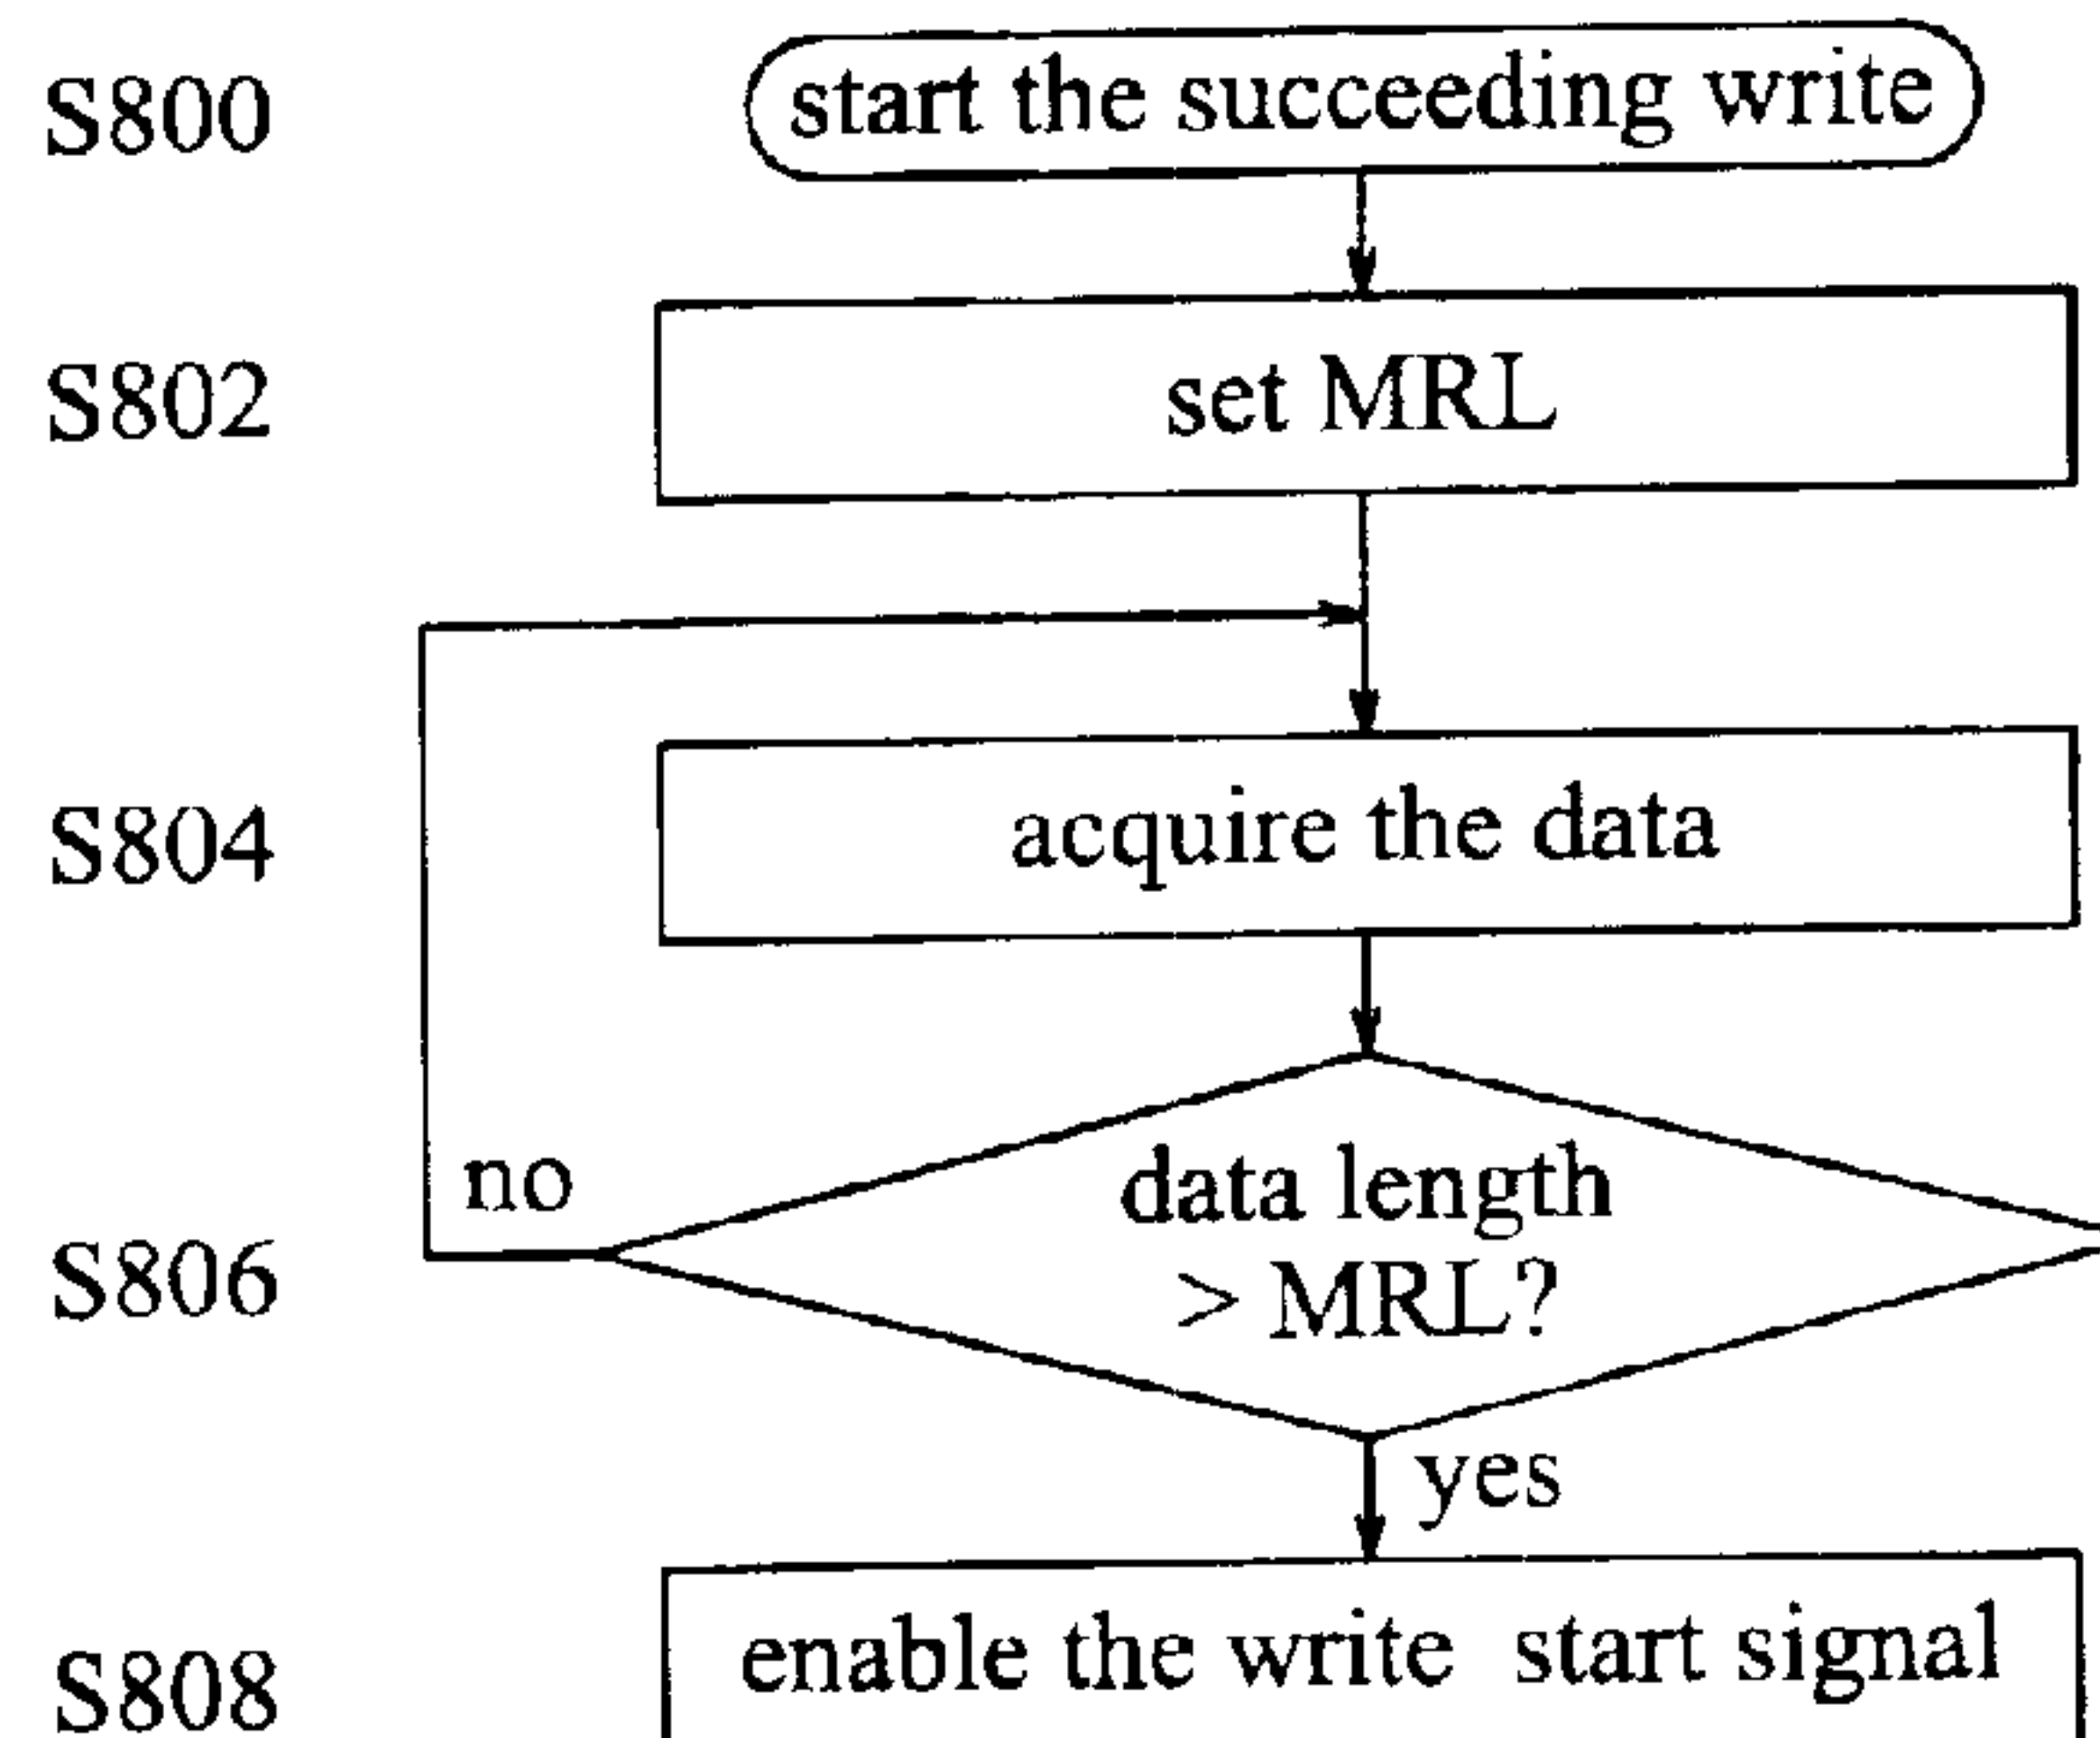 S800 start the succeeding write
S802 set MRL
S804 acquire the data
no
data length
S806 > MRL?
yes
S808 enable the write start signal